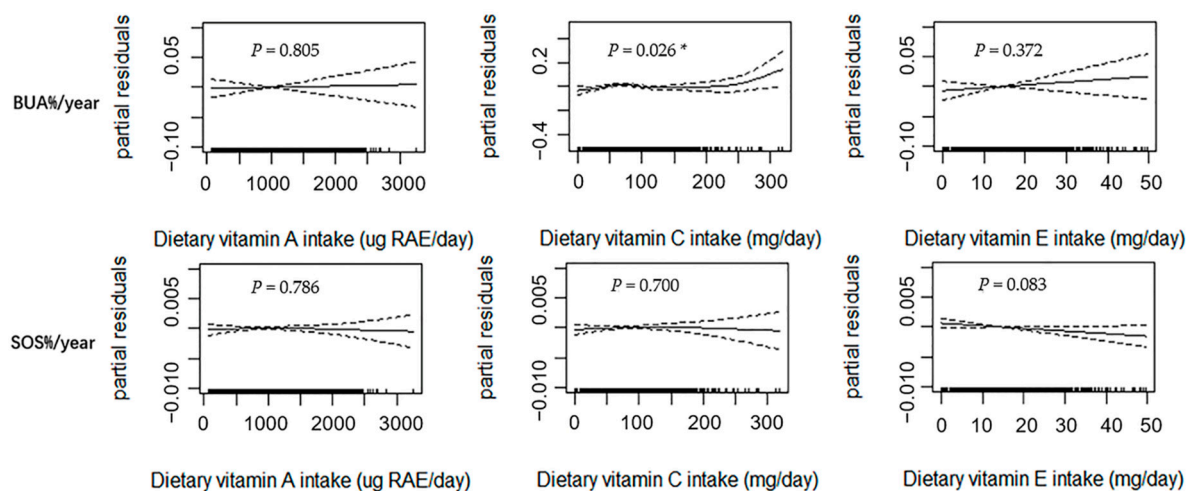 BUA%/year
partial residuals
-0.10
0.05
P = 0.805
0 1000 2000 3000
Dietary vitamin A intake (ug RAE/day)
partial residuals
-0.4
0.2
P = 0.026 *
0 100 200 300
Dietary vitamin C intake (mg/day)
partial residuals
-0.10
0.05
P = 0.372
0 10 20 30 40 50
Dietary vitamin E intake (mg/day)
SOS%/year
partial residuals
-0.010
0.005
P = 0.786
0 1000 2000 3000
Dietary vitamin A intake (ug RAE/day)
partial residuals
-0.010
0.005
P = 0.700
0 100 200 300
Dietary vitamin C intake (mg/day)
partial residuals
-0.010
0.005
P = 0.083
0 10 20 30 40 50
Dietary vitamin E intake (mg/day)